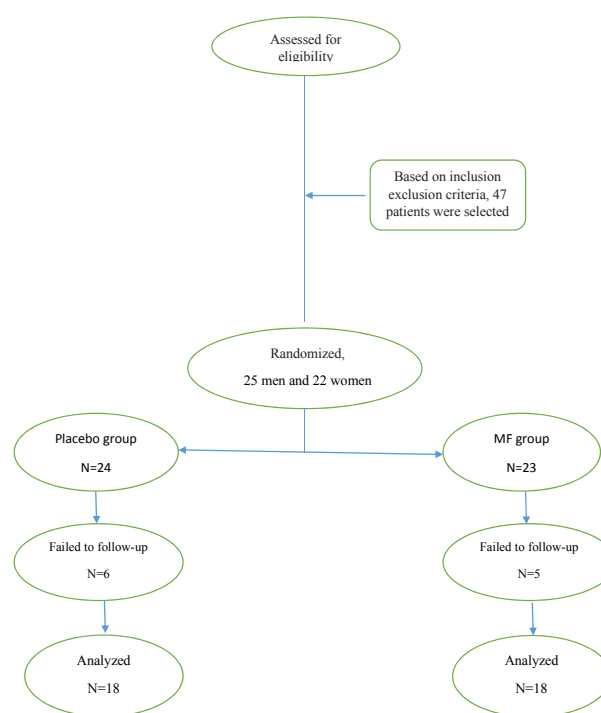 Assessed for
eligibility
Based on inclusion
exclusion criteria, 47
patients were selected
Randomized,
25 men and 22 women
Placebo group
N=24
MF group
N=23
Failed to follow-up
N=6
Failed to follow-up
N=5
Analyzed
N=18
Analyzed
N=18